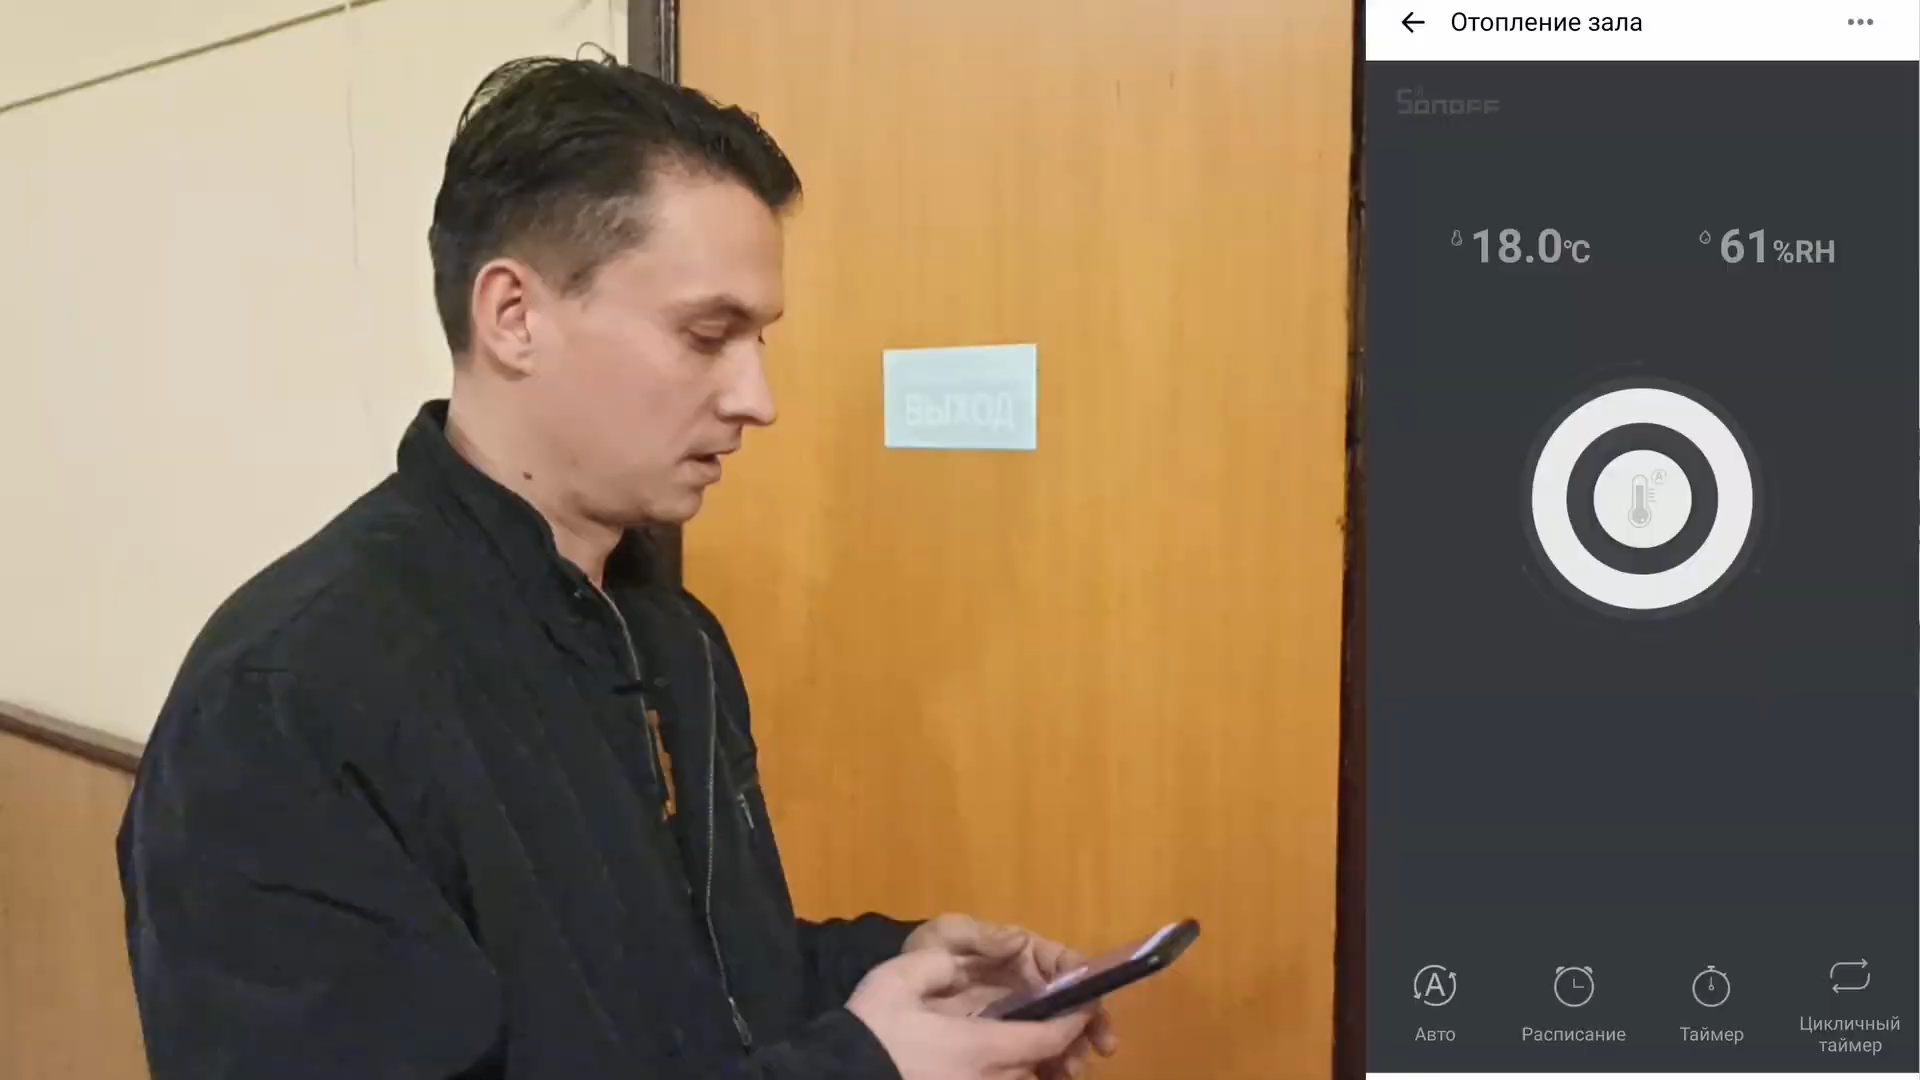 ВЫХОД
Отопление зала
SONOFF
18.0°C
61%RH
A
A
Авто
Расписание
Таймер
Цикличный
таймер